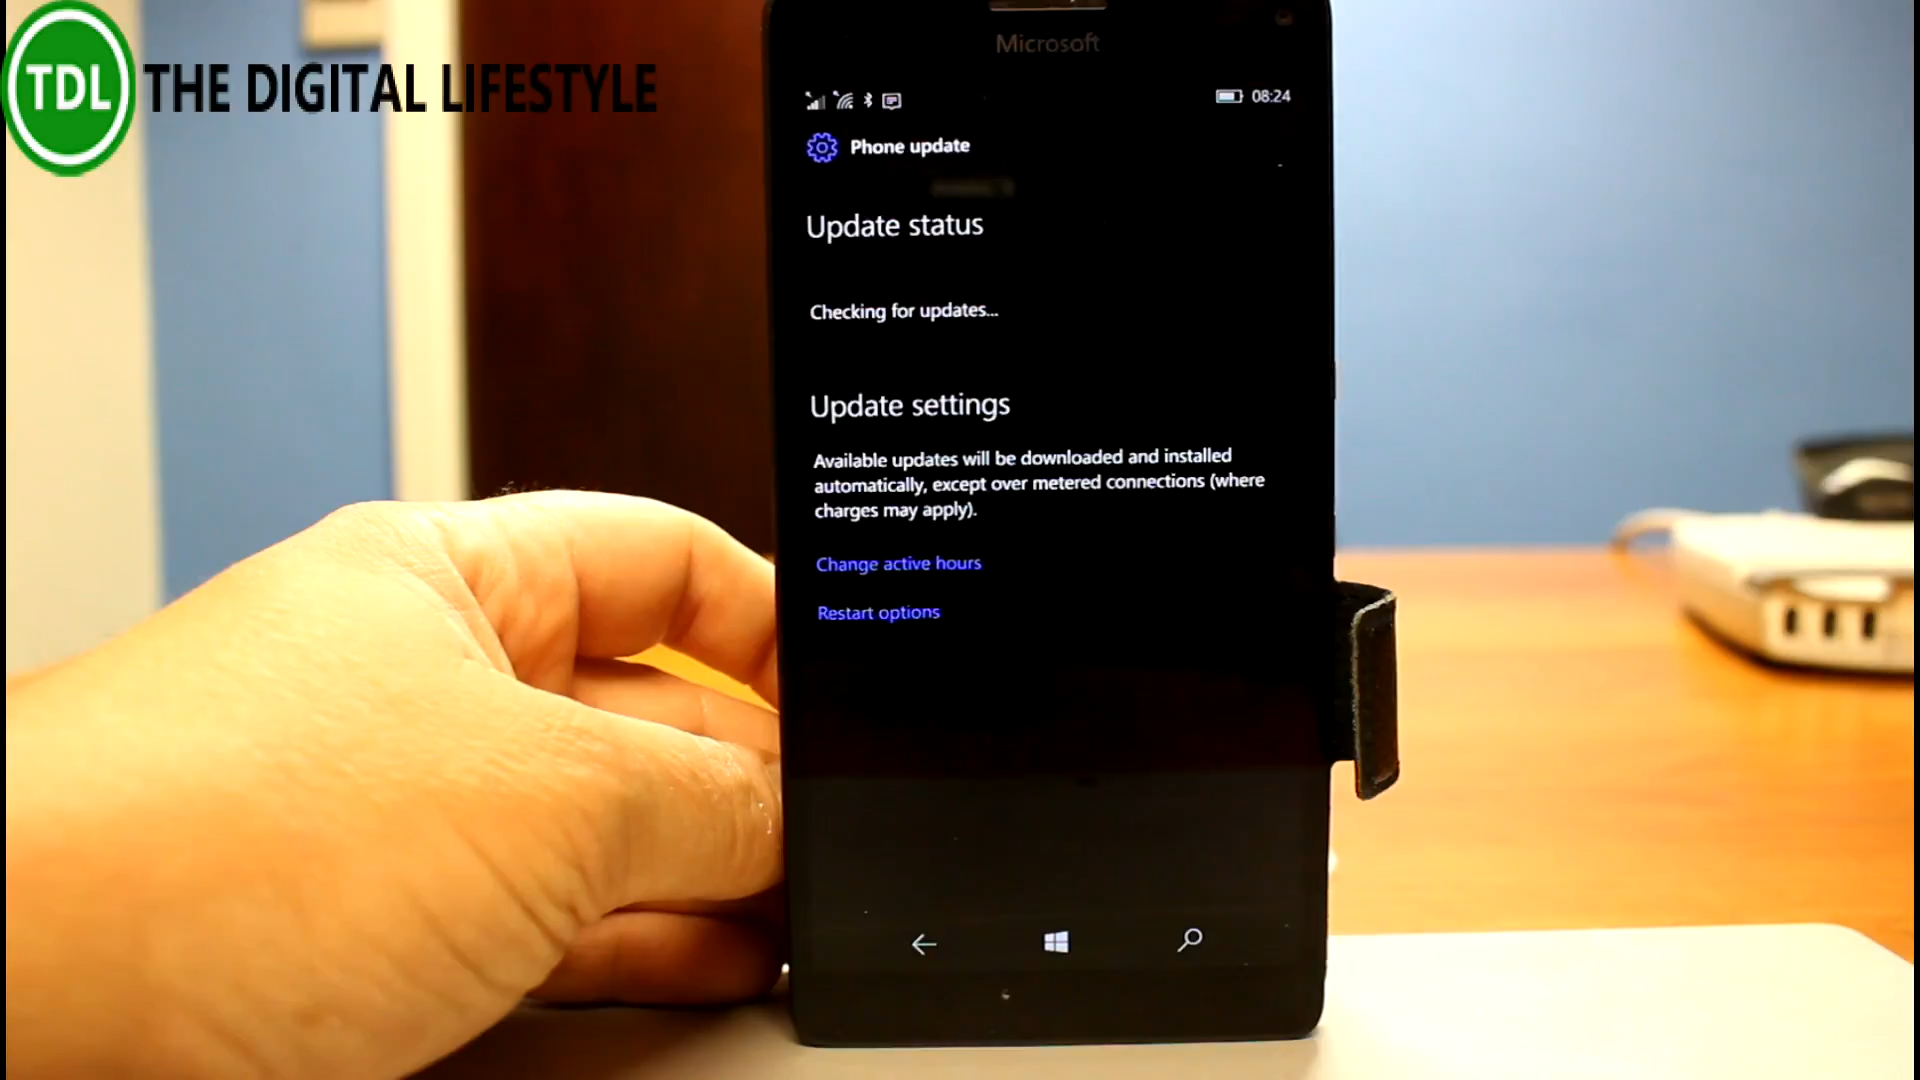 TDL THE DIGITAL LIFESTYLE
Microsoft
08:24
Phone update
Update status
Checking for updates...
Update settings
Available updates will be downloaded and installed
automatically, except over metered connections (where
charges may apply).
Change active hours
Restart options